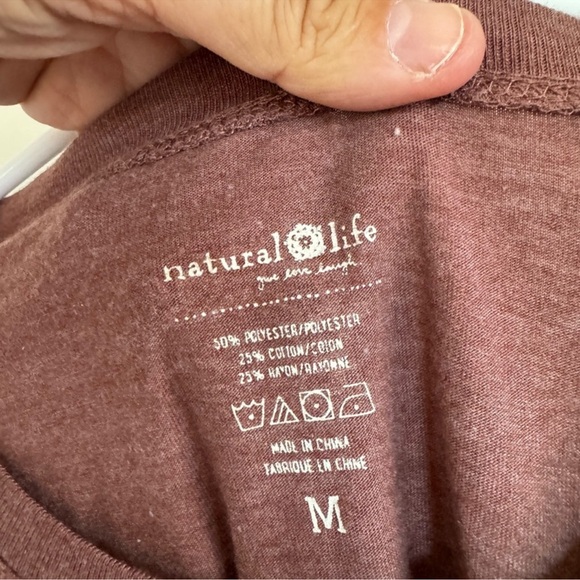 natural life
give love laugh
50% POLYESTER/POLYESTER
25% COTTON/COTON
25% RAYON/RAYONNE
MADE IN CHINA
FABRIQUE EN CHINE
M